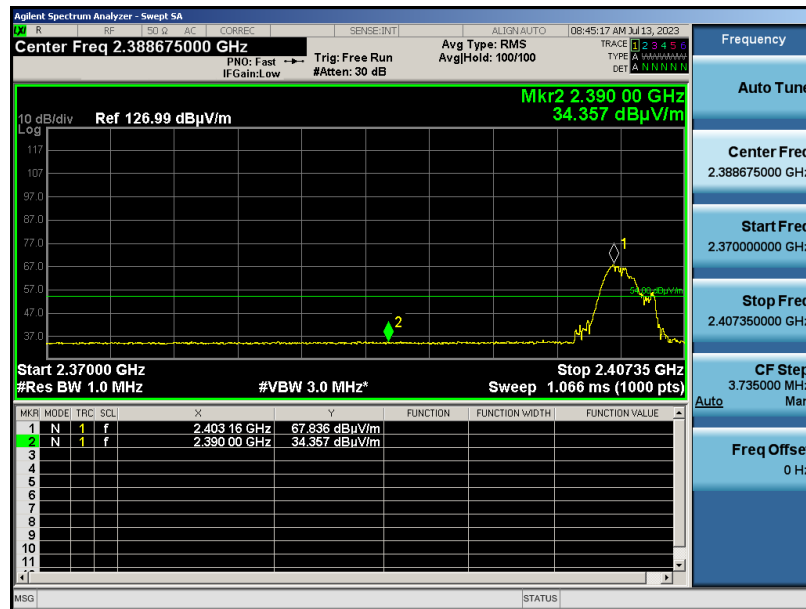 Agilent Spectrum Analyzer - Swept SA
LXI R RF 50 Ω AC CORREC SENSE:INT ALIGN AUTO 08:45:17 AM Jul 13, 2023
Center Freq 2.388675000 GHz
PNO: Fast
IFGain:Low
Trig: Free Run
#Atten: 30 dB
Avg Type: RMS
Avg|Hold: 100/100
TRACE 1 2 3 4 5 6
TYPE A WWWWW
DET A N N N N N
Mkr2 2.390 00 GHz
34.357 dBµV/m
10 dB/div
Log
Ref 126.99 dBµV/m
117
107
97.0
87.0
77.0
67.0
57.0
47.0
37.0
1
2
54.00 dBµV/m
Start 2.37000 GHz Stop 2.40735 GHz
#Res BW 1.0 MHz #VBW 3.0 MHz* Sweep 1.066 ms (1000 pts)
MKR MODE TRC SCL X Y FUNCTION FUNCTION WIDTH FUNCTION VALUE
1 N 1 f 2.403 16 GHz 67.836 dBµV/m
2 N 1 f 2.390 00 GHz 34.357 dBµV/m
3
4
5
6
7
8
9
10
11
MSG STATUS
Frequency
Auto Tune
Center Freq
2.388675000 GHz
Start Freq
2.370000000 GHz
Stop Freq
2.407350000 GHz
CF Step
3.735000 MHz
Auto Man
Freq Offset
0 Hz